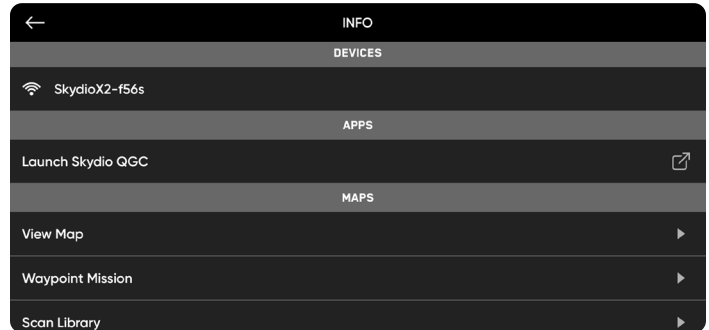 INFO
DEVICES
SkydioX2-f56s
APPS
Launch Skydio QGC
MAPS
View Map
Waypoint Mission
Scan Library